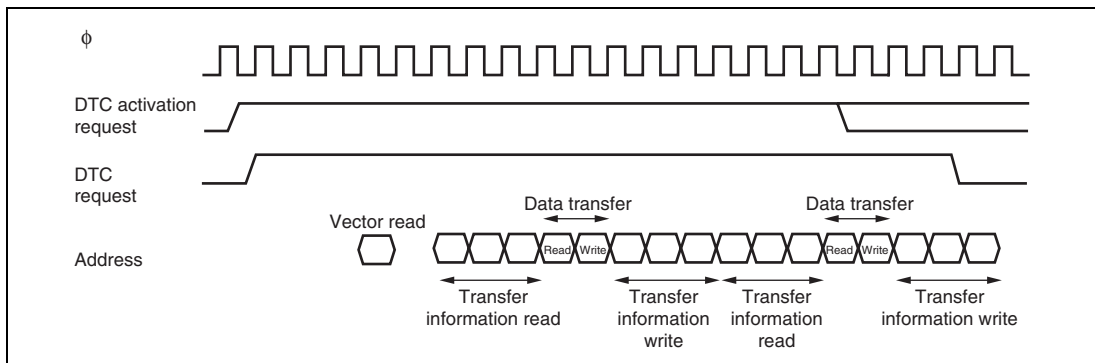 ϕ
DTC activation
request
DTC
request
Data transfer
Data transfer
Vector read
Address
Read
Write
Read
Write
Transfer
information read
Transfer
information
write
Transfer
information
read
Transfer
information write